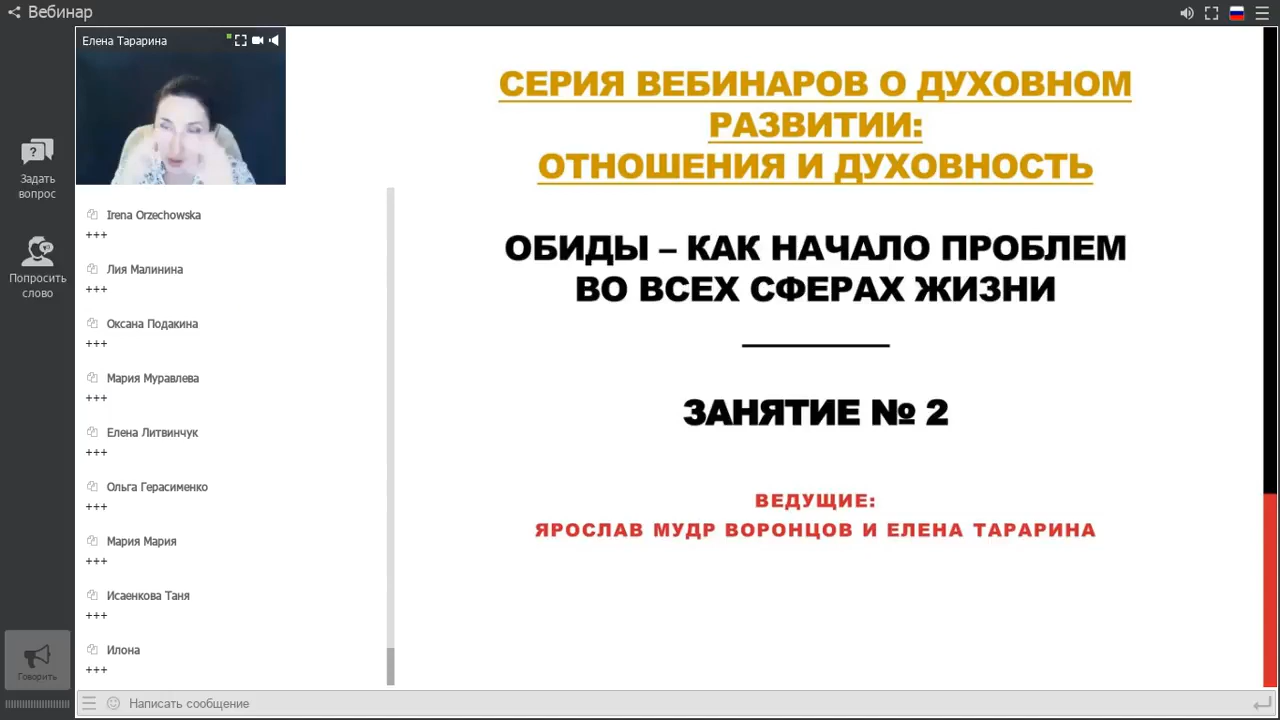 Вебинар
Елена Тарарина
Задать
вопрос
Попросить
слово
Говорить
Irena Orzechowska
+++
Лия Малинина
+++
Оксана Подакина
+++
Мария Муравлева
+++
Елена Литвинчук
+++
Ольга Герасименко
+++
Мария Мария
+++
Исаенкова Таня
+++
Илона
+++
Написать сообщение
СЕРИЯ ВЕБИНАРОВ О ДУХОВНОМ
РАЗВИТИИ:
ОТНОШЕНИЯ И ДУХОВНОСТЬ
ОБИДЫ – КАК НАЧАЛО ПРОБЛЕМ
ВО ВСЕХ СФЕРАХ ЖИЗНИ
ЗАНЯТИЕ № 2
ВЕДУЩИЕ:
ЯРОСЛАВ МУДР ВОРОНЦОВ И ЕЛЕНА ТАРАРИНА